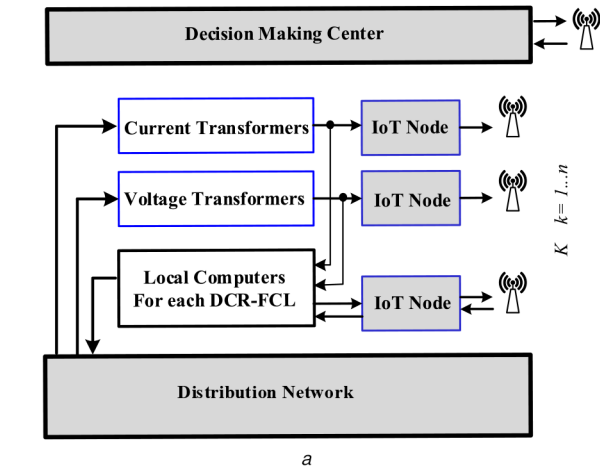 Decision Making Center
Current Transformers
IoT Node
Voltage Transformers
IoT Node
Local Computers
For each DCR-FCL
IoT Node
K k= 1...n
Distribution Network
a